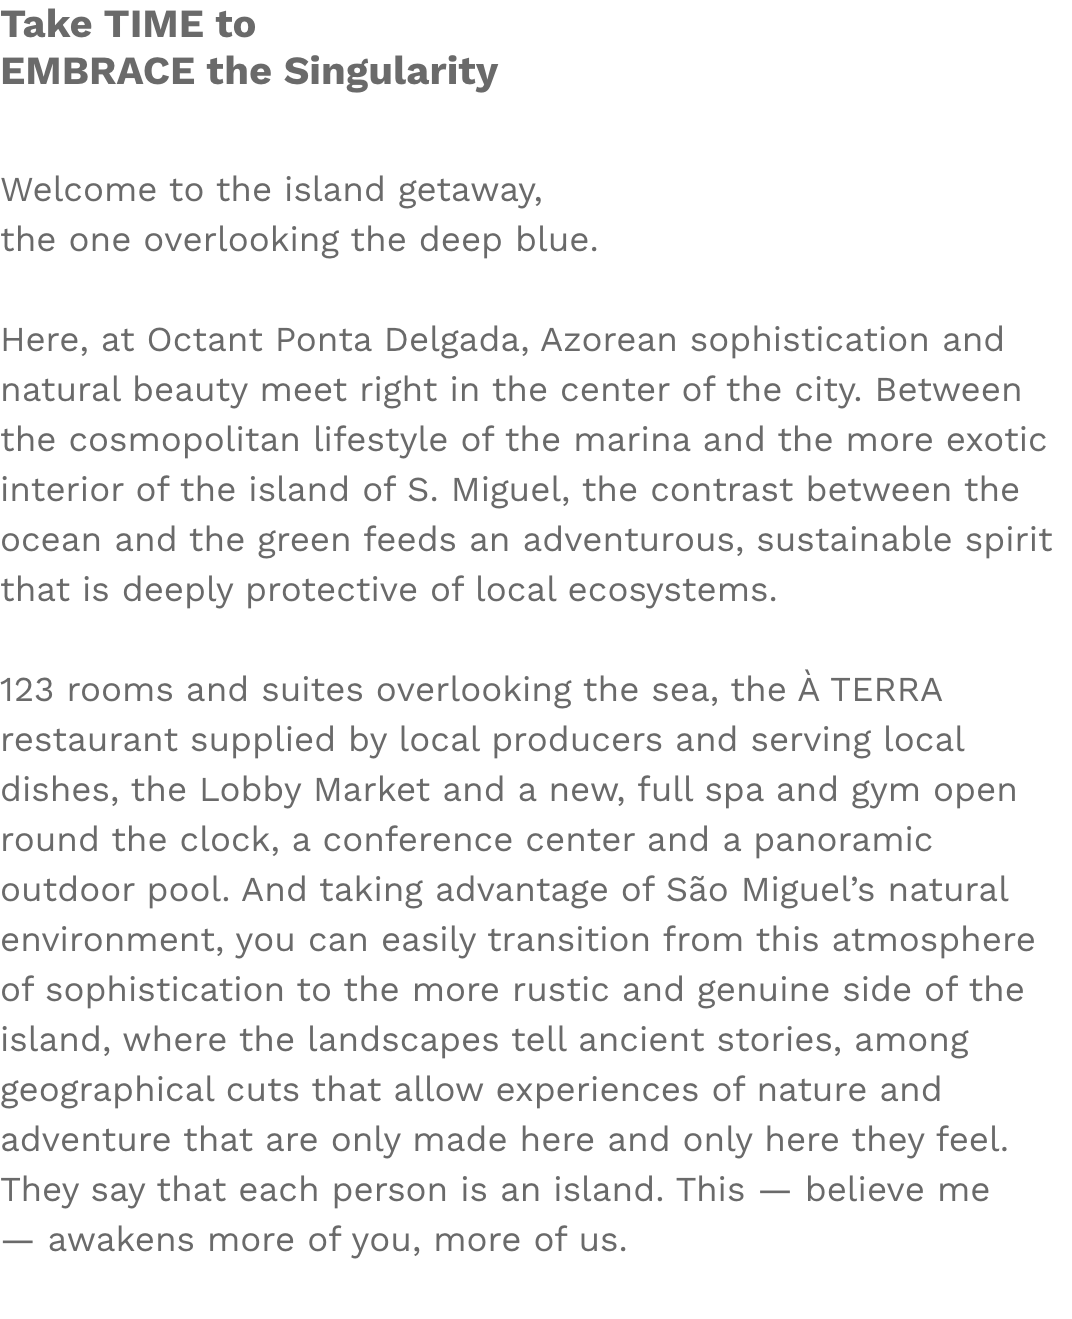 Take TIME to
EMBRACE the Singularity
Welcome to the island getaway,
the one overlooking the deep blue.
Here, at Octant Ponta Delgada, Azorean sophistication and
natural beauty meet right in the center of the city. Between
the cosmopolitan lifestyle of the marina and the more exotic
interior of the island of S. Miguel, the contrast between the
ocean and the green feeds an adventurous, sustainable spirit
that is deeply protective of local ecosystems.
123 rooms and suites overlooking the sea, the À TERRA
restaurant supplied by local producers and serving local
dishes, the Lobby Market and a new, full spa and gym open
round the clock, a conference center and a panoramic
outdoor pool. And taking advantage of São Miguel’s natural
environment, you can easily transition from this atmosphere
of sophistication to the more rustic and genuine side of the
island, where the landscapes tell ancient stories, among
geographical cuts that allow experiences of nature and
adventure that are only made here and only here they feel.
They say that each person is an island. This — believe me
— awakens more of you, more of us.